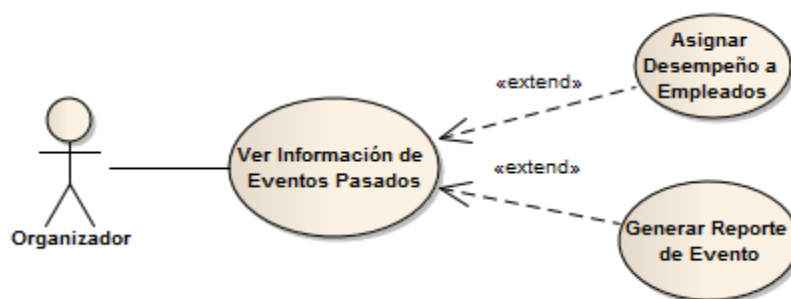 Asignar
Desempeño a
Empleados
«extend»
Ver Información de
Eventos Pasados
«extend»
Organizador
Generar Reporte
de Evento